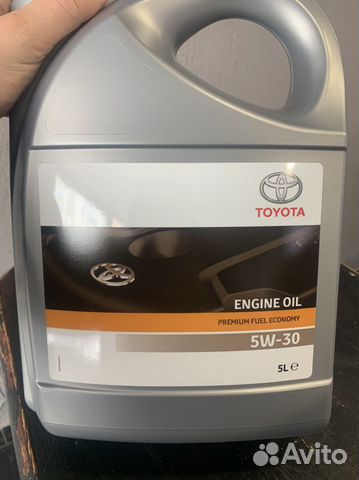 TOYOTA
ENGINE OIL
PREMIUM FUEL ECONOMY
5W-30
5L e
Avito